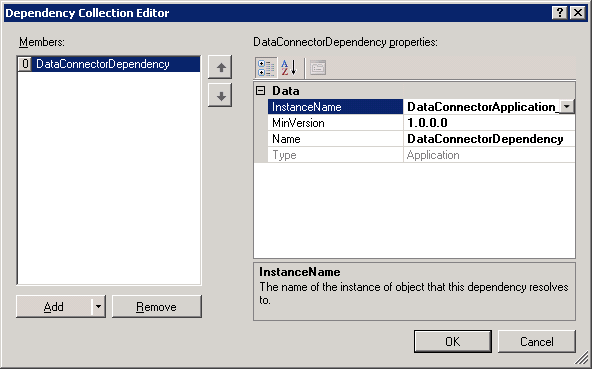 Dependency Collection Editor
Members:
DataConnectorDependency properties:
0 DataConnectorDependency
Data
InstanceName DataConnectorApplication_
MinVersion 1.0.0.0
Name DataConnectorDependency
Type Application
InstanceName
The name of the instance of object that this dependency resolves
to.
Add
Remove
OK
Cancel